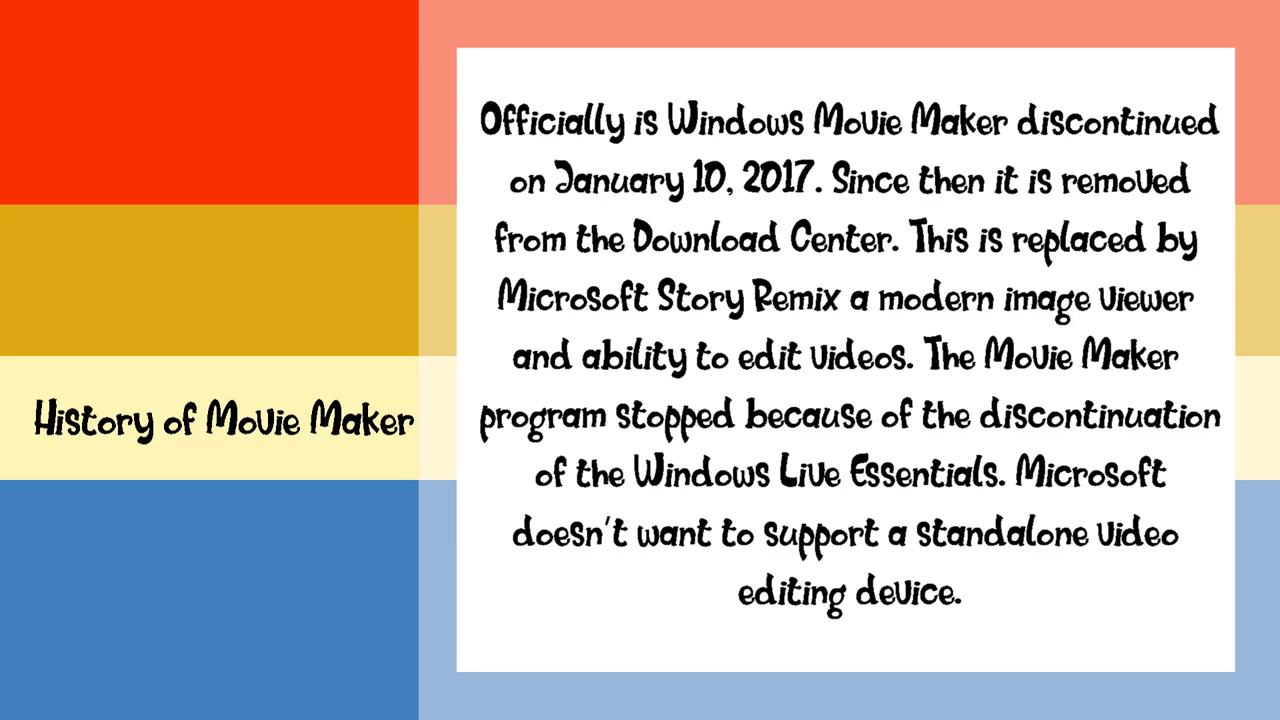 History of Movie Maker
Officially is Windows Movie Maker discontinued
on January 10, 2017. Since then it is removed
from the Download Center. This is replaced by
Microsoft Story Remix a modern image viewer
and ability to edit videos. The Movie Maker
program stopped because of the discontinuation
of the Windows Live Essentials. Microsoft
doesn't want to support a standalone video
editing device.